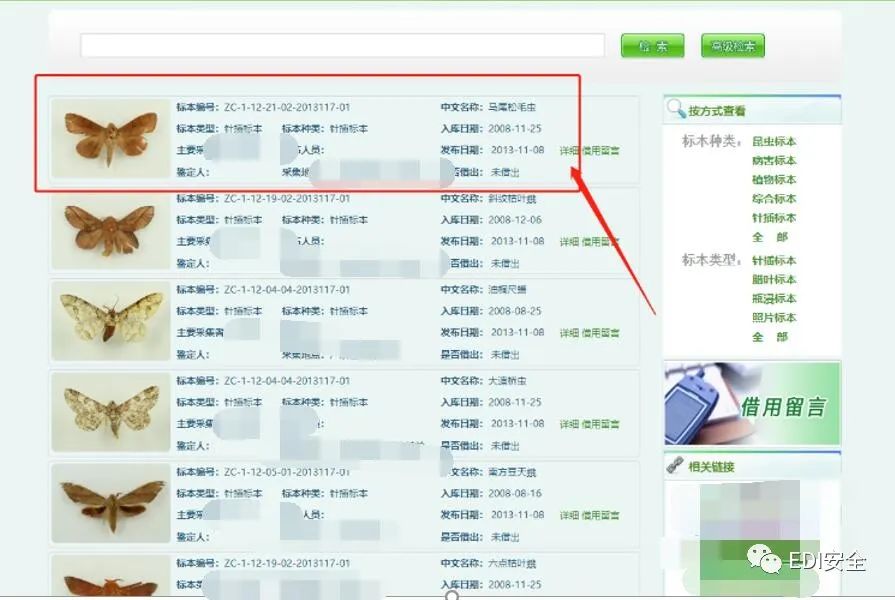 检 索
高级检索
标本编号：ZC-1-12-21-02-2013117-01
中文名称：马尾松毛虫
标本类型：针插标本 标本种类：针插标本
入库日期：2008-11-25
主要采
人员：
发布日期：2013-11-08
详细 借用留言
鉴定人：
采集地
否借出：未借出
标本编号：ZC-1-12-19-02-2013117-01
中文名称：斜纹枯叶蛾
标本类型：针插标本 标本种类：针插标本
入库日期：2008-12-06
主要采
人员：
发布日期：2013-11-08
详细 借用留言
鉴定人：
否借出：未借出
标本编号：ZC-1-12-04-04-2013117-01
中文名称：油桐尺蠖
标本类型：针插标本 标本种类：针插标本
入库日期：2008-08-25
主要采集
发布日期：2013-11-08
详细 借用留言
鉴定人：
是否借出：未借出
标本编号：ZC-1-12-04-04-2013117-01
中文名称：大造桥虫
标本类型：针插标本 标本种类：针插标本
入库日期：2008-11-25
主要采
发布日期：2013-11-08
详细 借用留言
鉴定人：
是否借出：未借出
标本编号：ZC-1-12-05-01-2013117-01
文名称：南方豆天蛾
标本类型：针插标本 标本种类：针插标本
入库日期：2008-08-16
主要采
人员：
发布日期：2013-11-08
详细 借用留言
鉴定人：
是否借出：未借出
标本编号：ZC-1-12-19-02-2013117-01
中文名称：六点枯叶蛾
标本
入库日期：2008-11-25
按方式查看
标本种类：
昆虫标本
病害标本
植物标本
综合标本
针插标本
全 部
标本类型：
针插标本
腊叶标本
瓶浸标本
照片标本
全 部
借用留言
相关链接
EDI安全